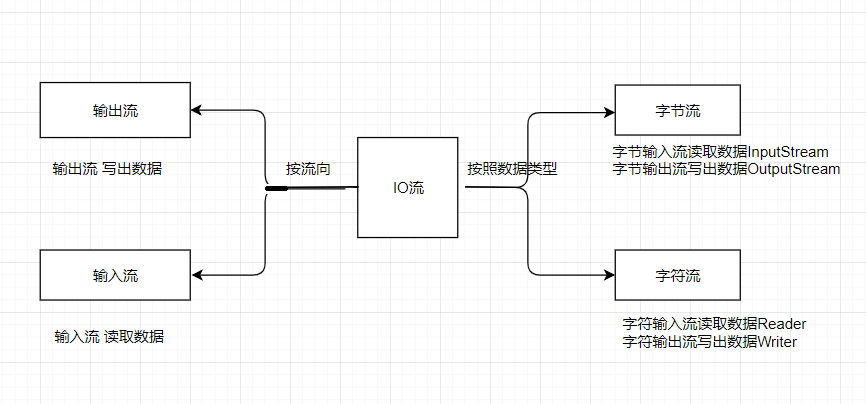 输出流
输出流 写出数据
按流向
输入流
输入流 读取数据
IO流
按照数据类型
字节流
字节输入流读取数据InputStream
字节输出流写出数据OutputStream
字符流
字符输入流读取数据Reader
字符输出流写出数据Writer